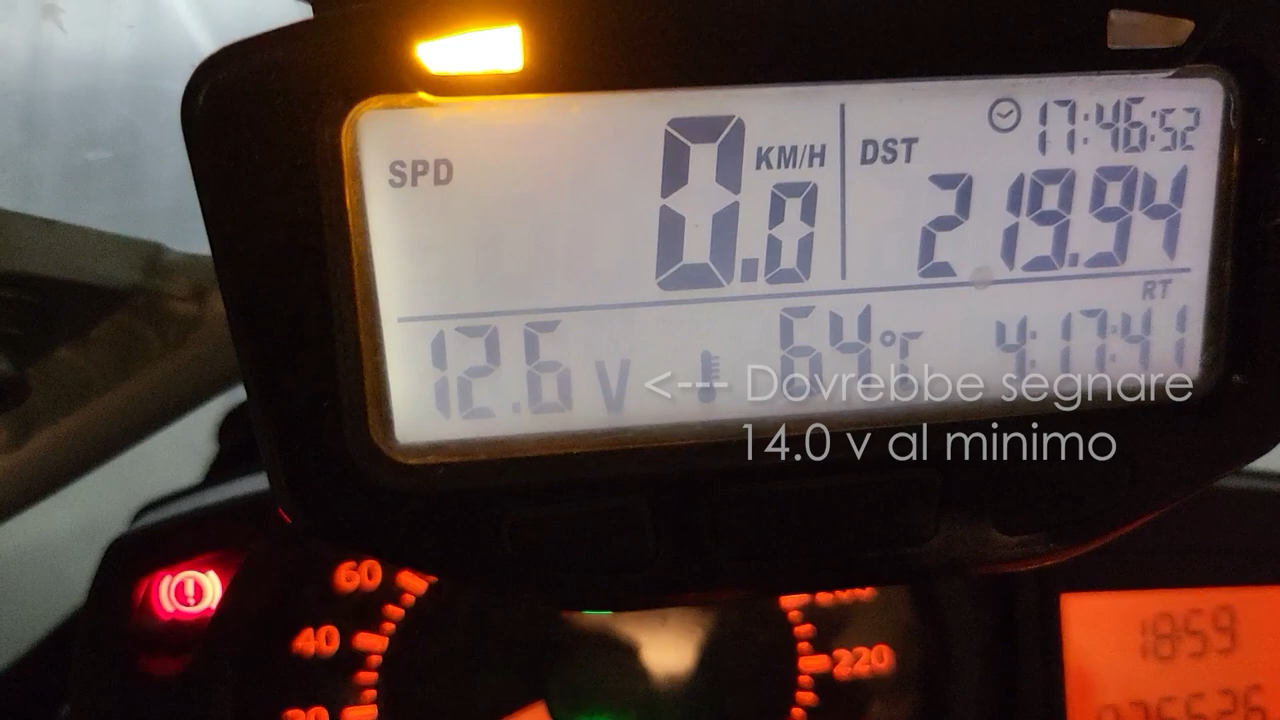 17:46:52
SPD 0.0 KM/H DST 219.94
RT
12.6 V 64°C 4:17:41
<--- Dovrebbe segnare
14.0 v al minimo
60
40
220
1859